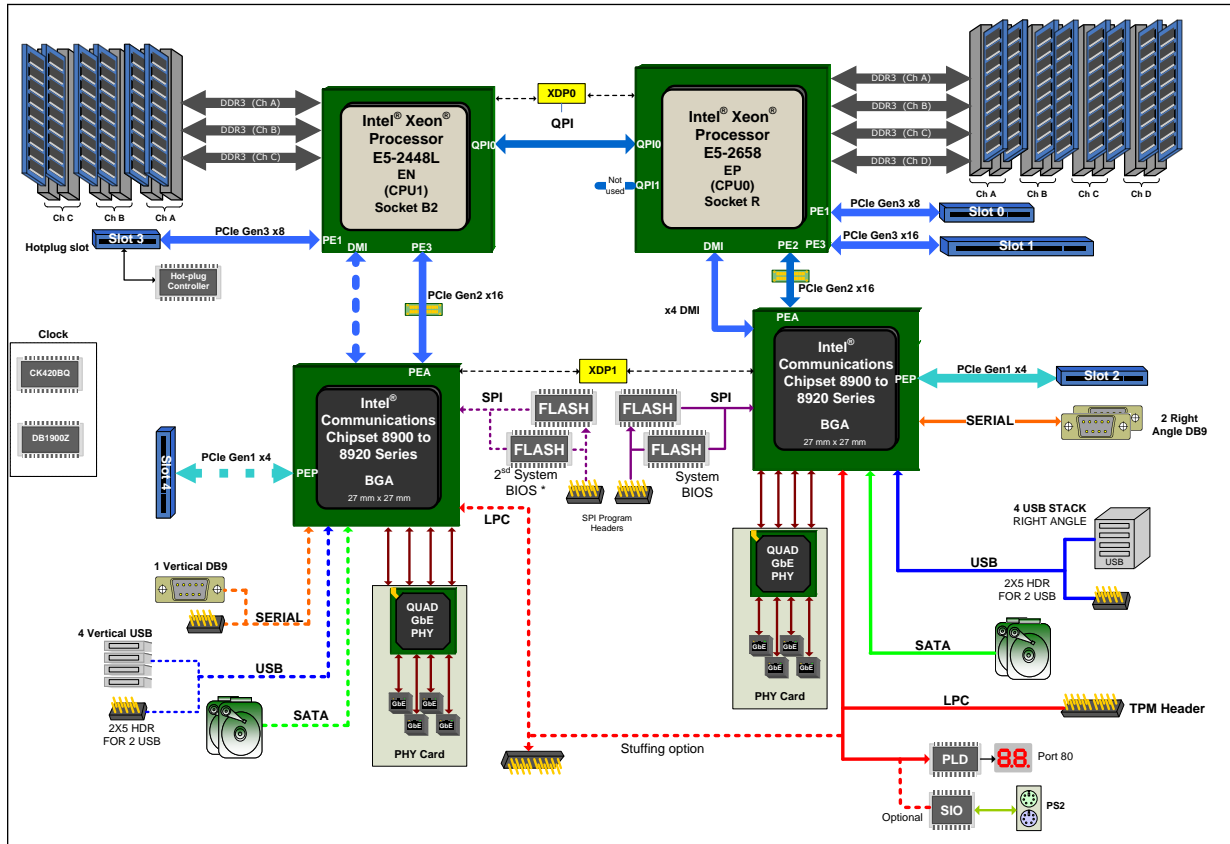 DDR3 (Ch A)
DDR3 (Ch B)
DDR3 (Ch C)
Ch C
Ch B
Ch A
Intel® Xeon®
Processor
E5-2448L
EN
(CPU1)
Socket B2
QPI0
PE1
DMI
PE3
XDP0
QPI
Intel® Xeon®
Processor
E5-2658
EP
(CPU0)
Socket R
QPI0
QPI1
Not
used
PE1
PE3
PE2
DMI
DDR3 (Ch A)
DDR3 (Ch B)
DDR3 (Ch C)
DDR3 (Ch D)
Ch A
Ch B
Ch C
Ch D
PCIe Gen3 x8
Slot 0
PCIe Gen3 x16
Slot 1
Hotplug slot
Slot 3
PCIe Gen3 x8
Hot-plug
Controller
PCIe Gen2 x16
PCIe Gen2 x16
x4 DMI
Clock
CK420BQ
DB1900Z
PEA
Intel®
Communications
Chipset 8900 to
8920 Series
BGA
27 mm x 27 mm
PEP
PCIe Gen1 x4
Slot 4
XDP1
SPI
FLASH
FLASH
2sd System
BIOS *
FLASH
FLASH
SPI
System
BIOS
SPI Program
Headers
PEA
Intel®
Communications
Chipset 8900 to
8920 Series
BGA
27 mm x 27 mm
PEP
PCIe Gen1 x4
Slot 2
SERIAL
2 Right
Angle DB9
LPC
1 Vertical DB9
SERIAL
4 Vertical USB
USB
2X5 HDR
FOR 2 USB
SATA
QUAD
GbE
PHY
GbE
GbE
GbE
GbE
PHY Card
QUAD
GbE
PHY
GbE
GbE
GbE
GbE
PHY Card
4 USB STACK
RIGHT ANGLE
USB
USB
2X5 HDR
FOR 2 USB
SATA
LPC
TPM Header
Stuffing option
PLD
8.8.
Port 80
Optional
SIO
PS2